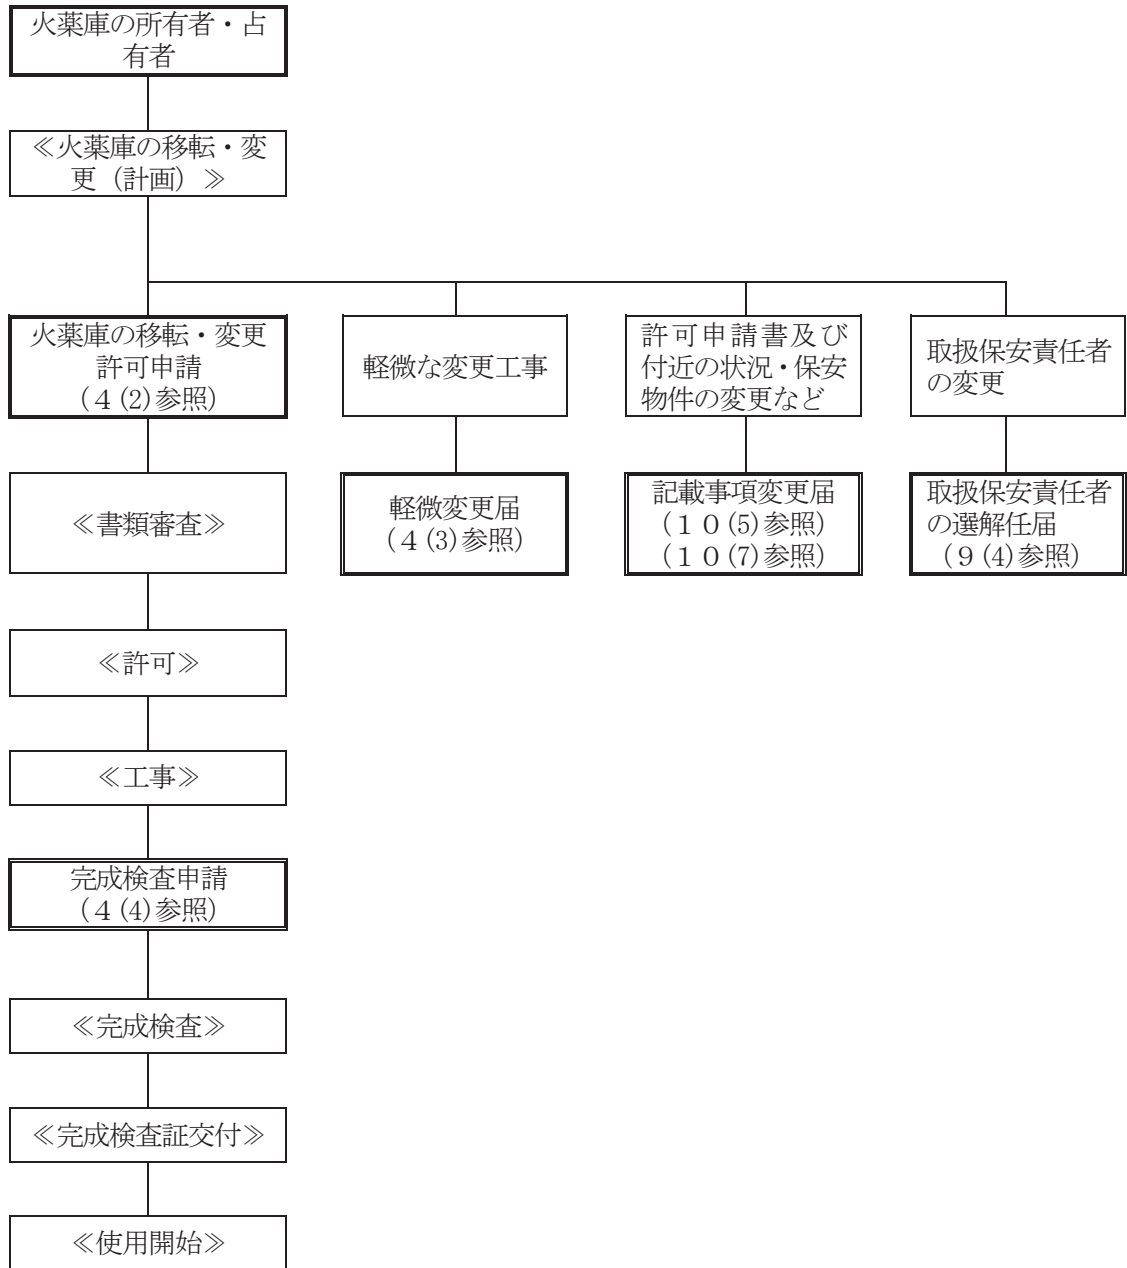 火薬庫の所有者・占
有者
≪火薬庫の移転・変
更（計画）≫
火薬庫の移転・変更
許可申請
（４(2)参照）
軽微な変更工事
許可申請書及び
付近の状況・保安
物件の変更など
取扱保安責任者
の変更
≪書類審査≫
軽微変更届
（４(3)参照）
記載事項変更届
（１０(5)参照）
（１０(7)参照）
取扱保安責任者
の選解任届
（９(4)参照）
≪許可≫
≪工事≫
完成検査申請
（４(4)参照）
≪完成検査≫
≪完成検査証交付≫
≪使用開始≫